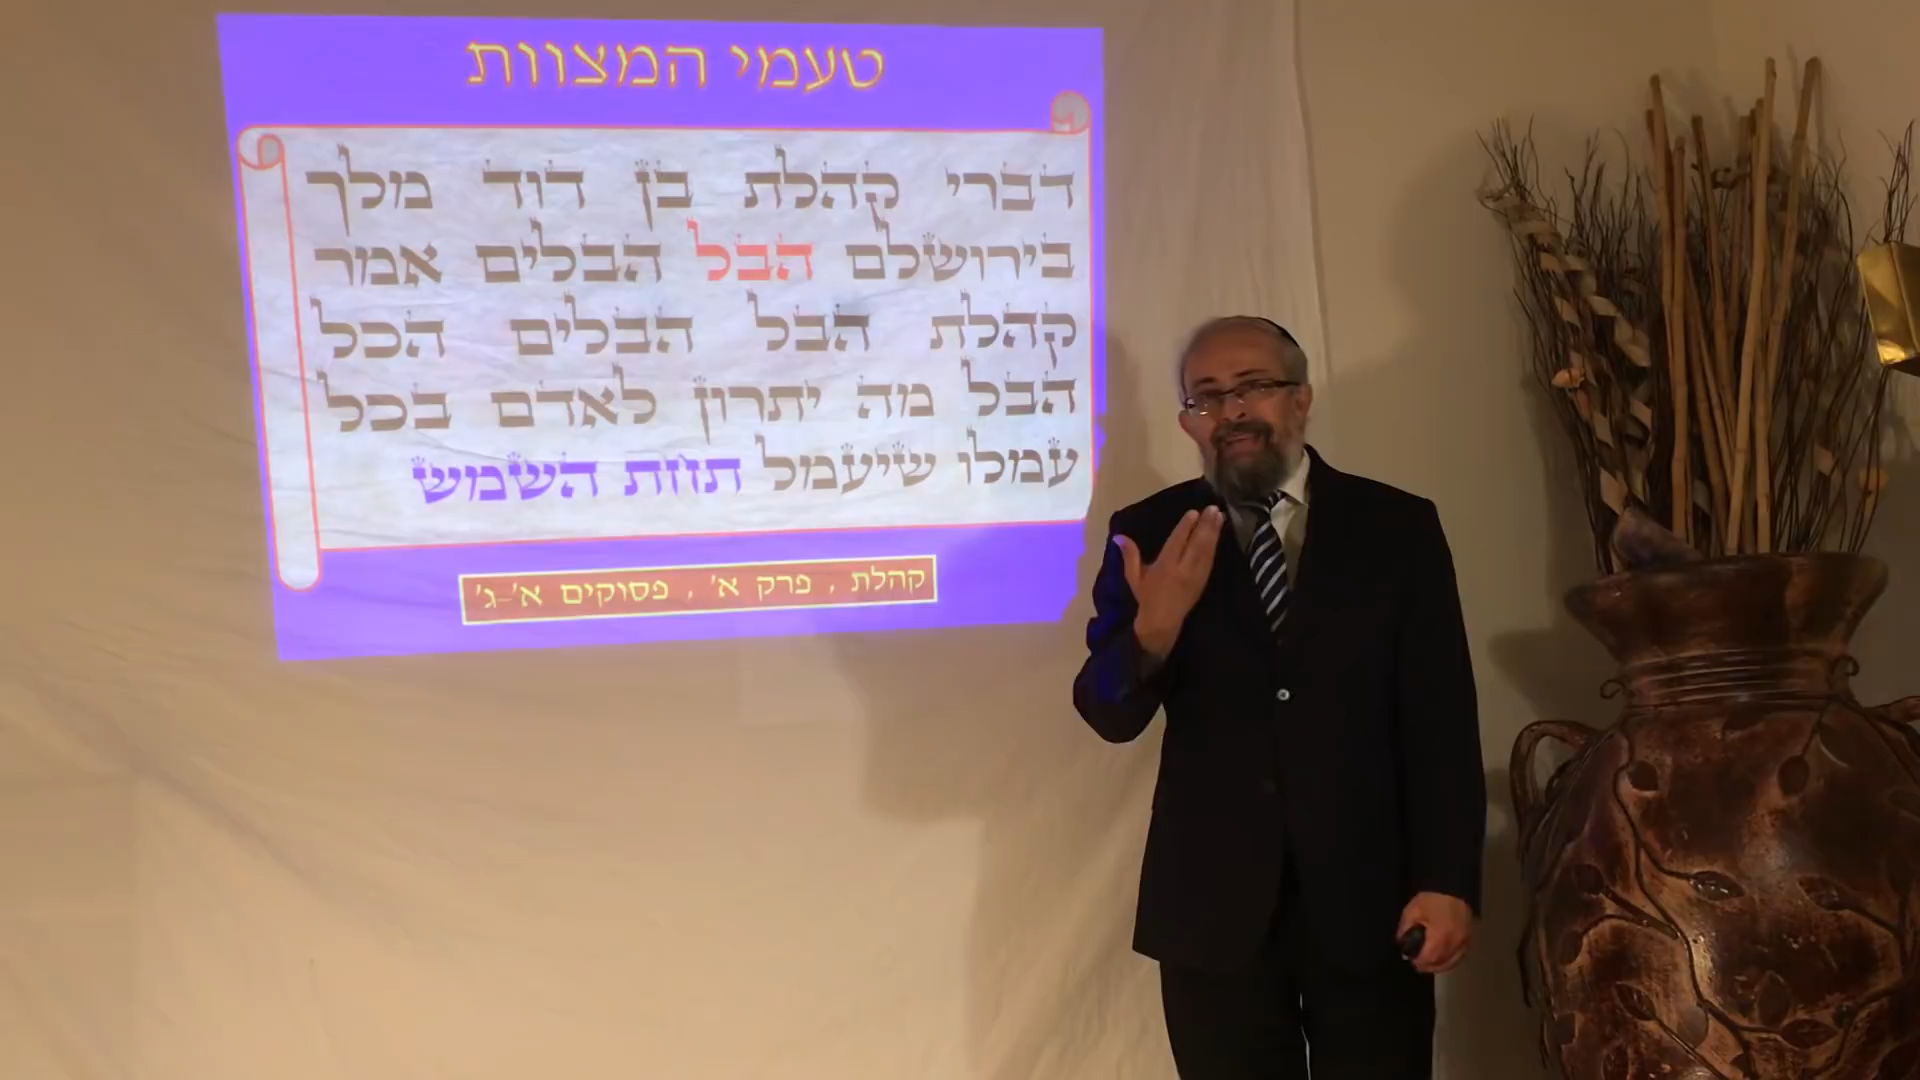 טעמי המצוות
דברי קהלת בן דוד מלך
בירושלם הבל הבלים אמר
קהלת הבל הבלים הכל
הבל מה יתרון לאדם בכל
עמלו שיעמל תחת השמש
קהלת , פרק א' , פסוקים א'-ג'